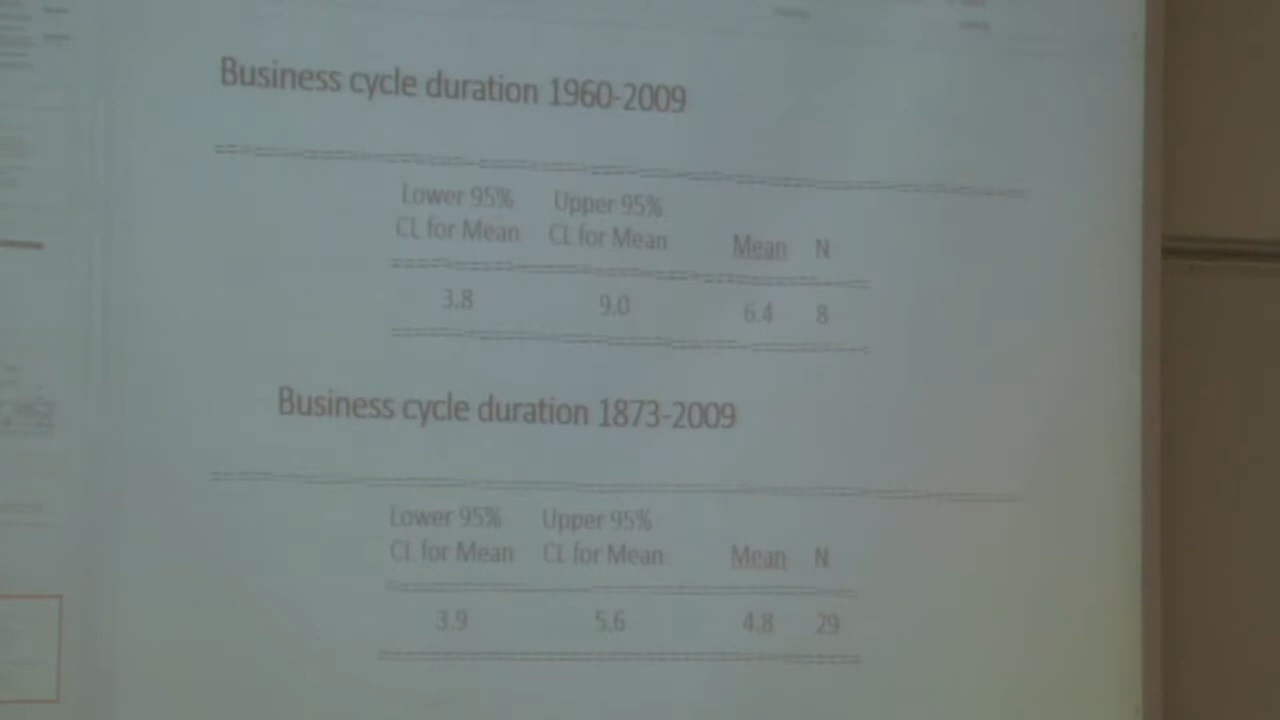 Business cycle duration 1960-2009
Lower 95% Upper 95%
CL for Mean CL for Mean Mean N
3.8 9.0 6.4 8
Business cycle duration 1873-2009
Lower 95% Upper 95%
CL for Mean CL for Mean Mean N
3.9 5.6 4.8 29